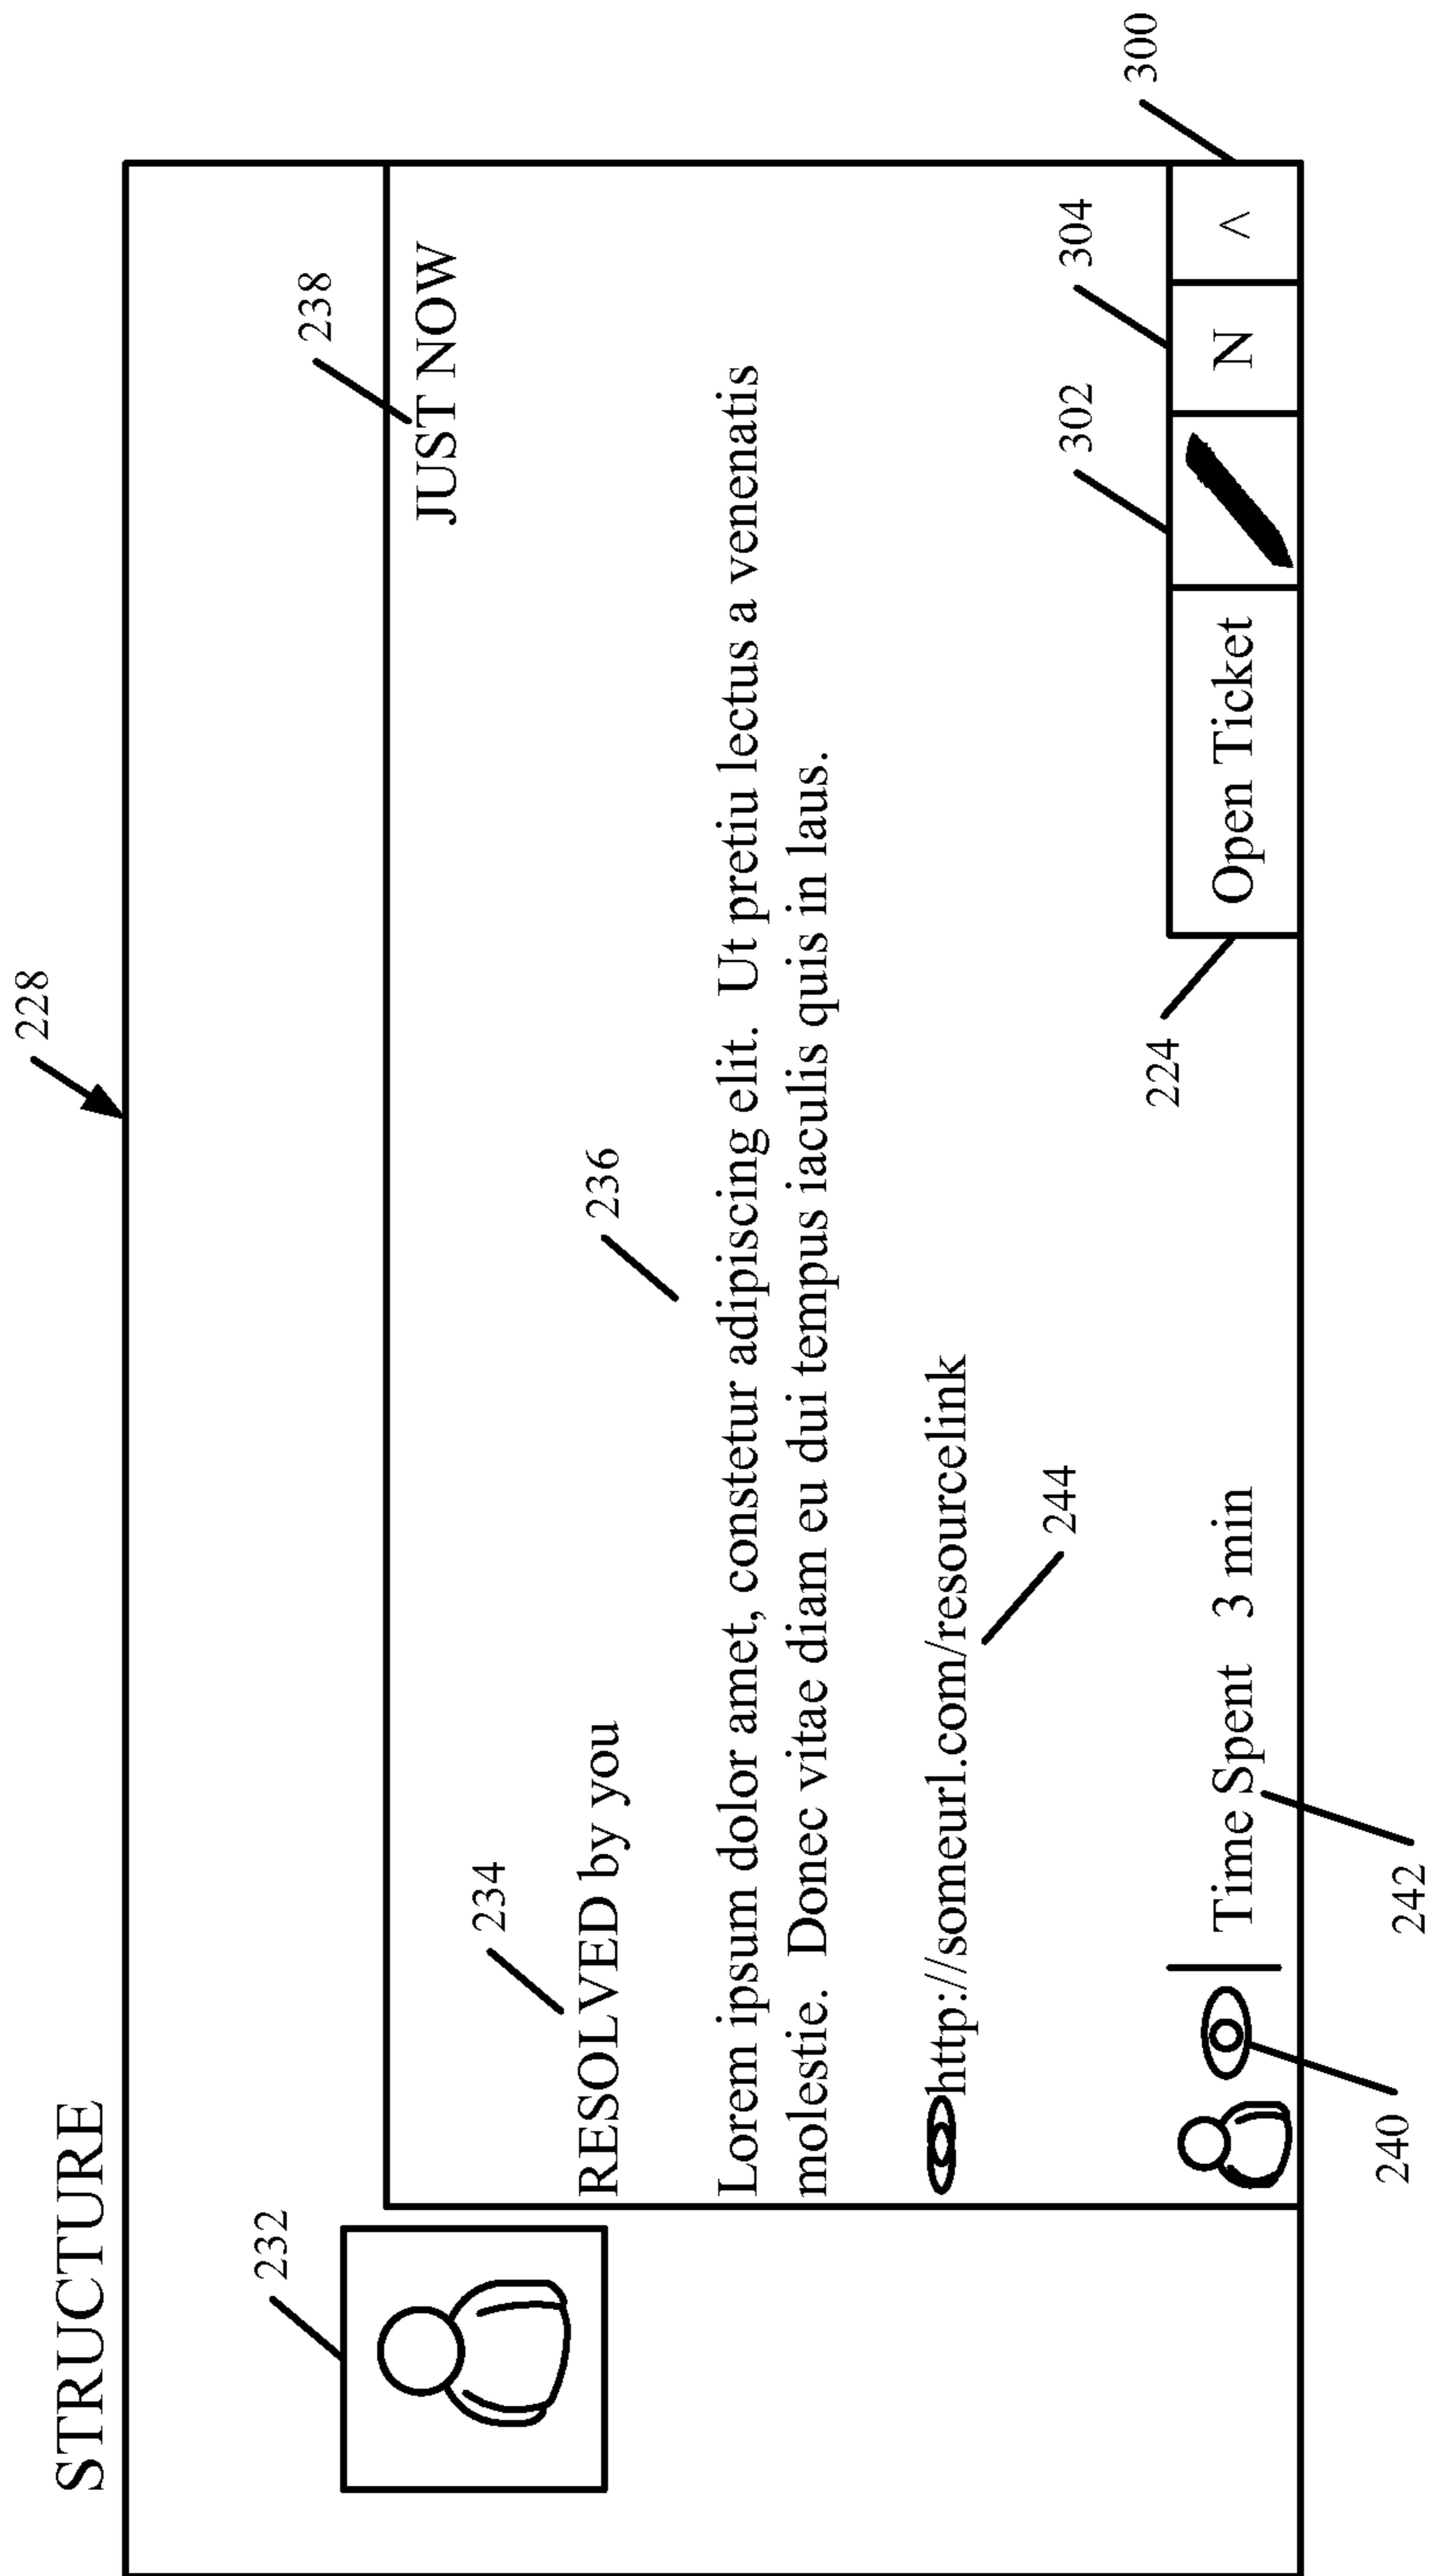 STRUCTURE
228
232
238
JUST NOW
234
RESOLVED by you
236
Lorem ipsum dolor amet, constetur adipiscing elit. Ut pretiu lectus a venenatis
molestie. Donec vitae diam eu dui tempus iaculis quis in laus.
http://someurl.com/resourcelink
244
302
304
300
Time Spent 3 min
Open Ticket
N
^
224
240
242